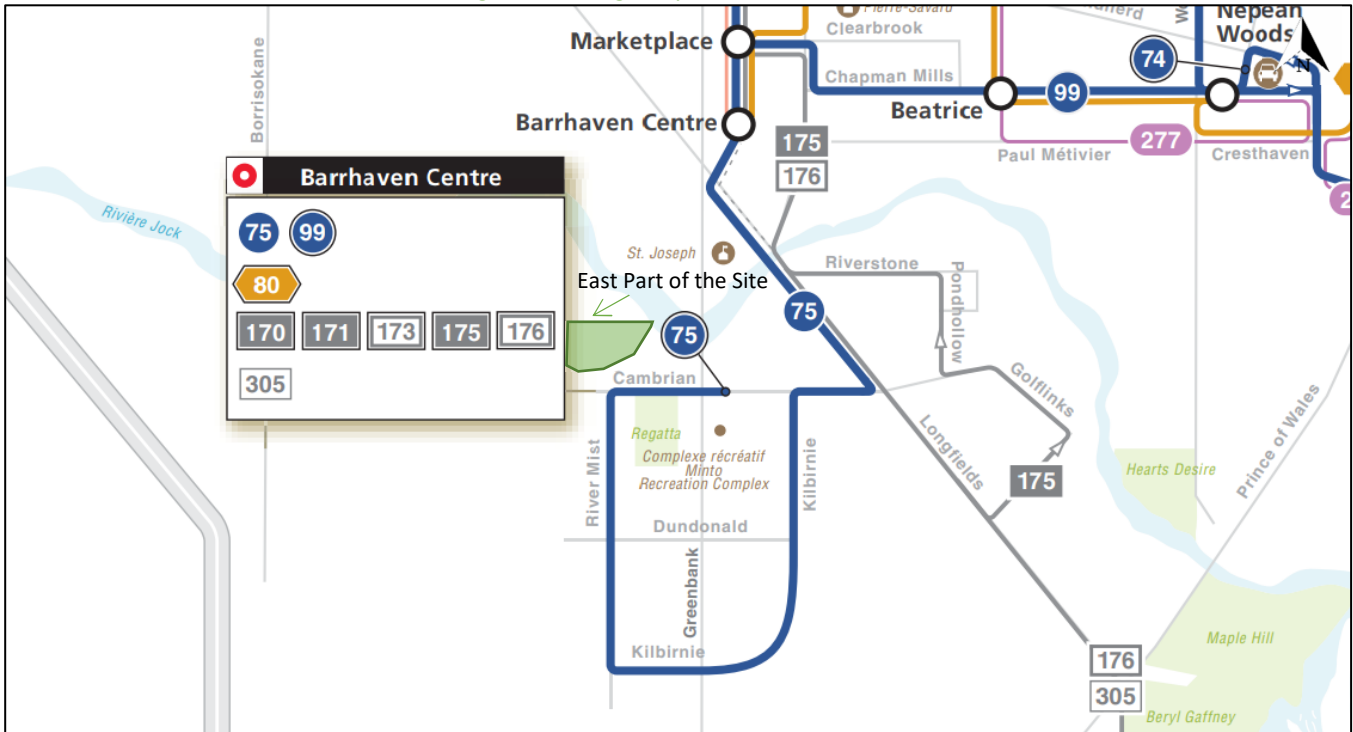 Pierre-Savard
Clearbrook
Nepean
Woods
N
Marketplace
74
Chapman Mills
99
Beatrice
Borrisokane
Barrhaven Centre
175
176
Paul Métivier
277
Cresthaven
Barrhaven Centre
75 99
80
170 171 173 175 176
305
Rivière Jock
St. Joseph
East Part of the Site
Riverstone
Pondhollow
75
75
Cambrian
Golflinks
Regatta
Complexe récréatif
Minto
Recreation Complex
River Mist
Kilbirnie
Longfields
175
Hearts Desire
Prince of Wales
Dundonald
Greenbank
Kilbirnie
176
305
Maple Hill
Beryl Gaffney